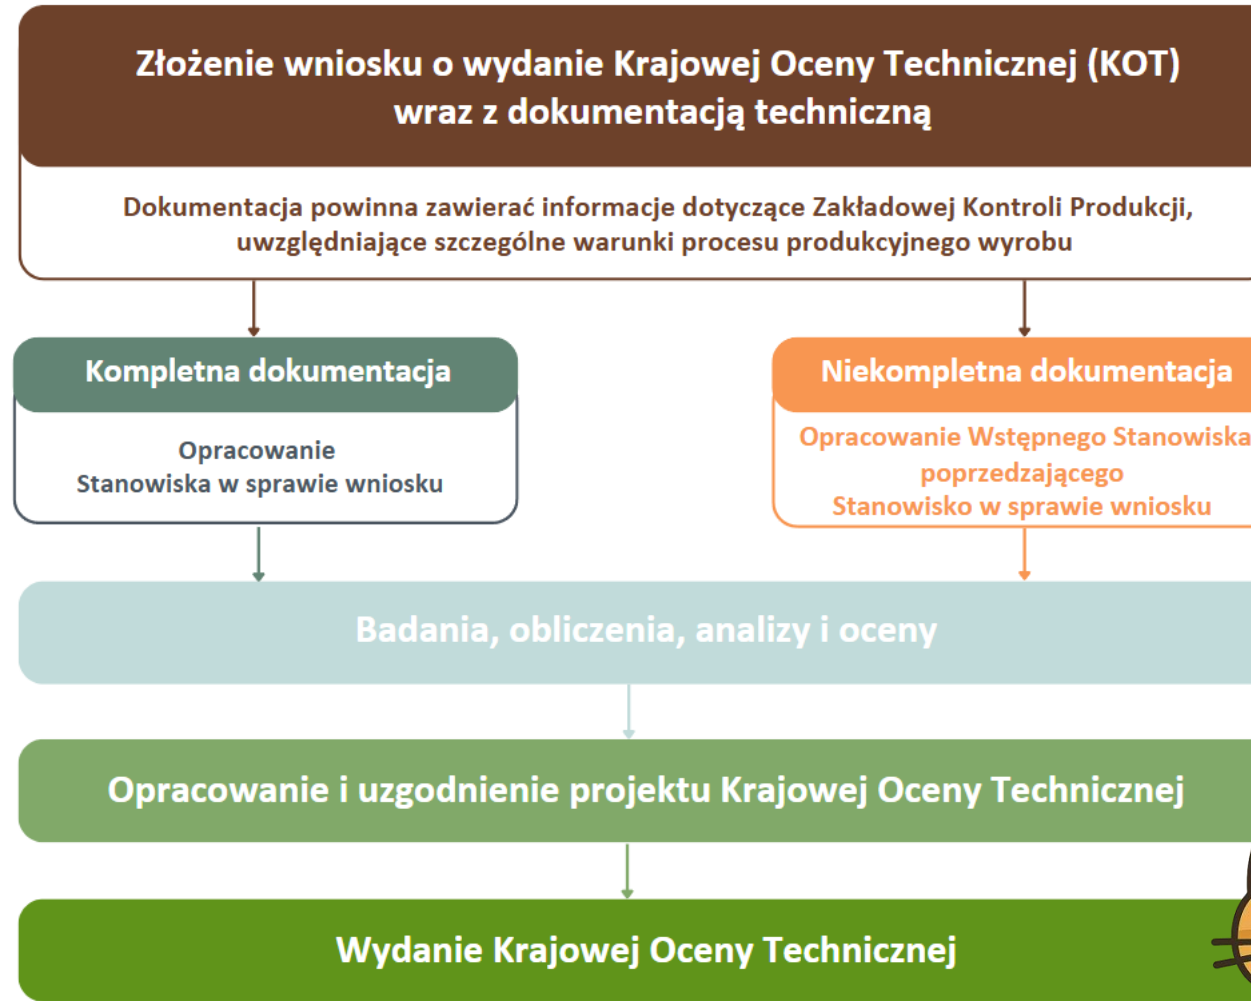 Złożenie wniosku o wydanie Krajowej Oceny Technicznej (KOT)
wraz z dokumentacją techniczną
Dokumentacja powinna zawierać informacje dotyczące Zakładowej Kontroli Produkcji,
uwzględniające szczególne warunki procesu produkcyjnego wyrobu
Kompletna dokumentacja
Opracowanie
Stanowiska w sprawie wniosku
Niekompletna dokumentacja
Opracowanie Wstępnego Stanowiska
poprzedzającego
Stanowisko w sprawie wniosku
Badania, obliczenia, analizy i oceny
Opracowanie i uzgodnienie projektu Krajowej Oceny Technicznej
Wydanie Krajowej Oceny Technicznej